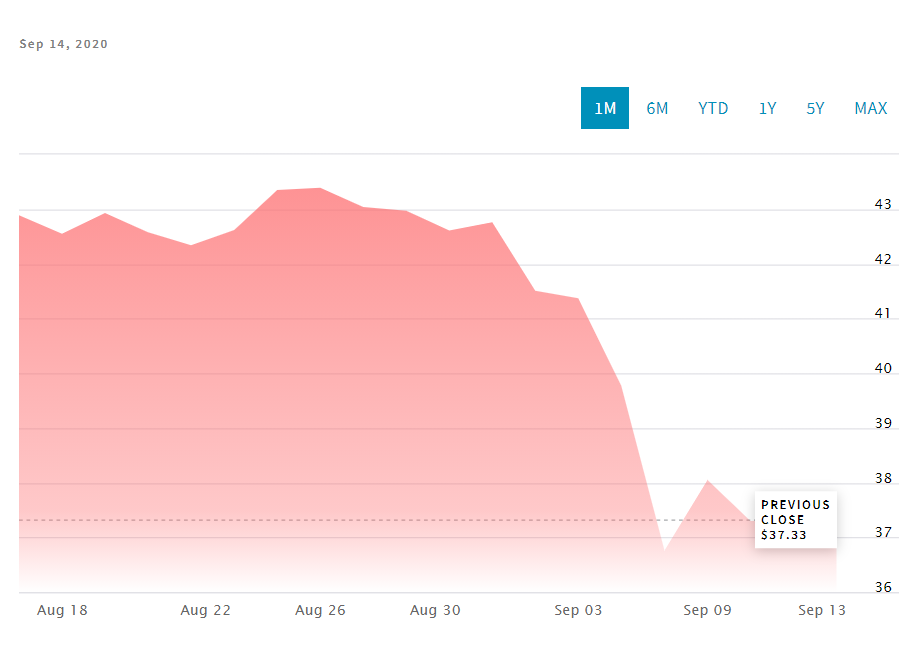 Sep 14, 2020
1M 6M YTD 1Y 5Y MAX
43
42
41
40
39
38
PREVIOUS
CLOSE
$37.33
37
36
Aug 18 Aug 22 Aug 26 Aug 30 Sep 03 Sep 09 Sep 13